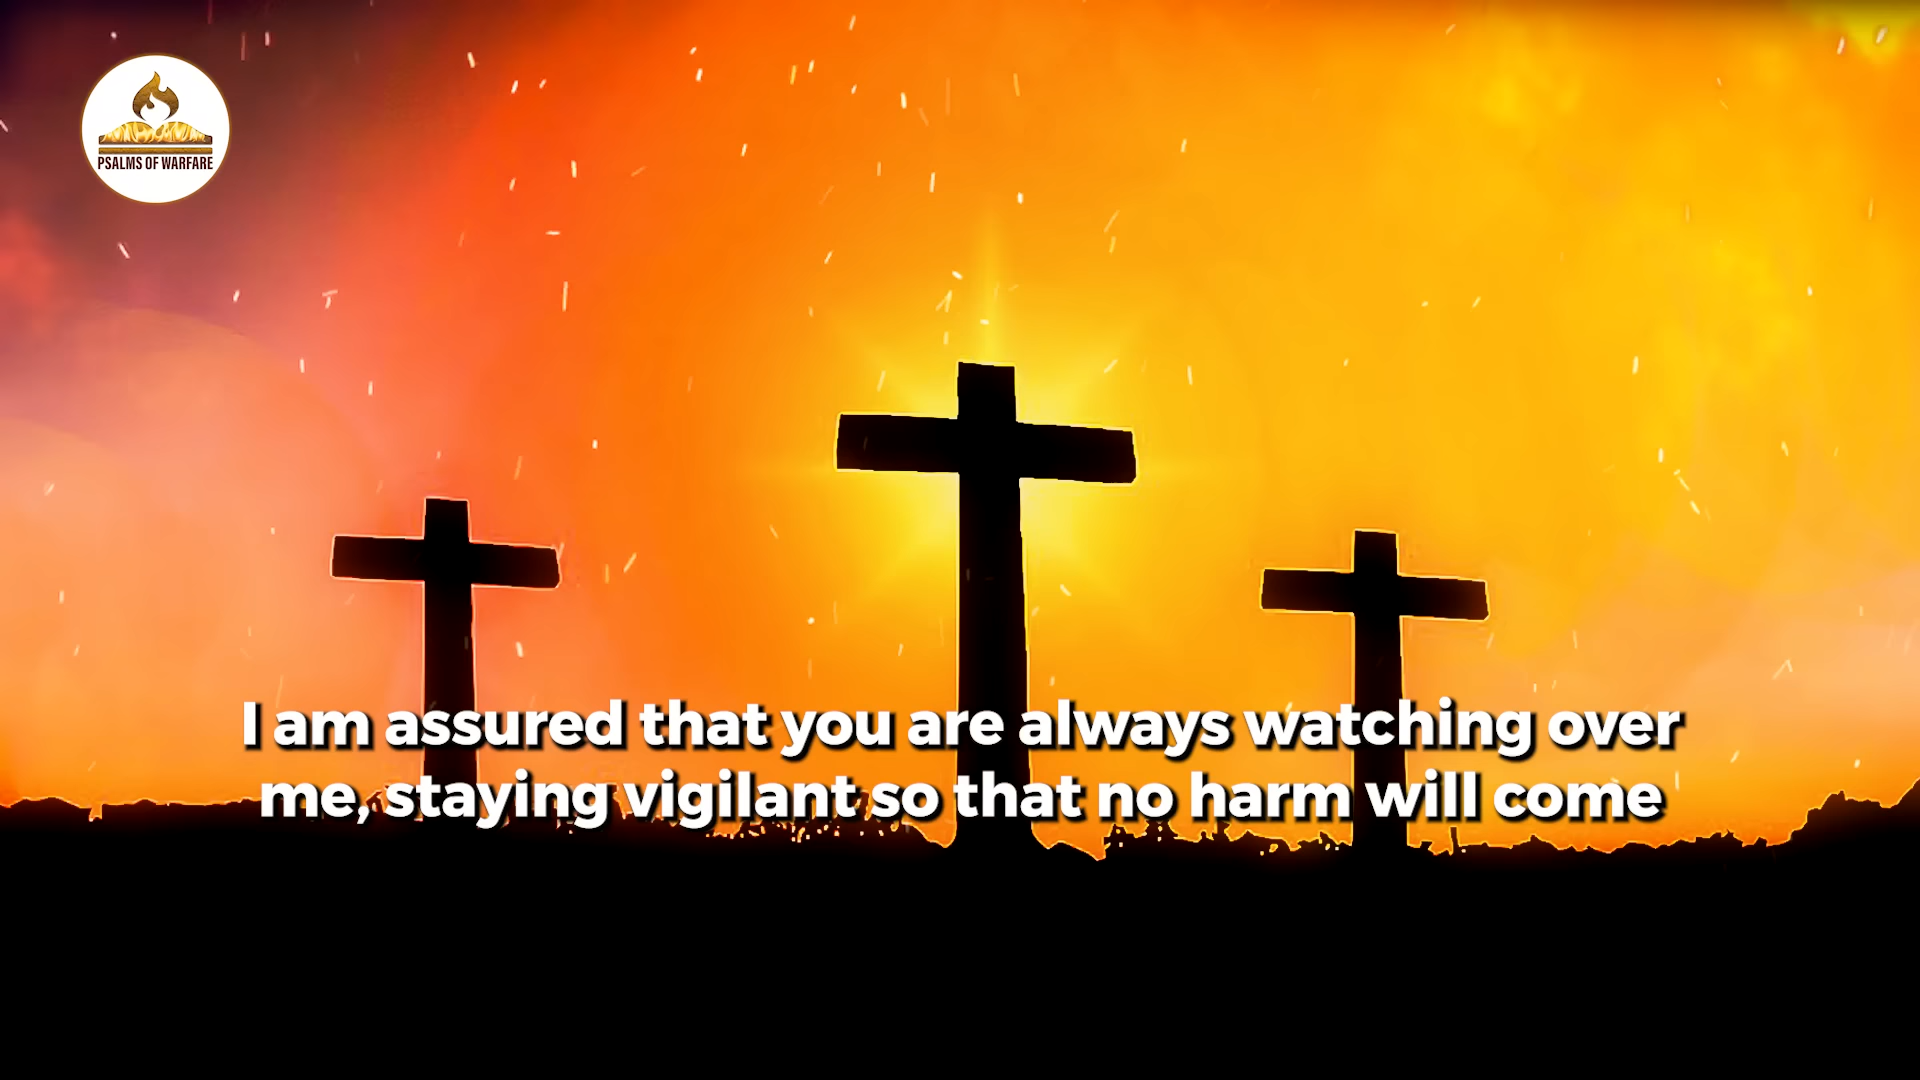 PSALMS OF WARFARE
I am assured that you are always watching over
me, staying vigilant so that no harm will come